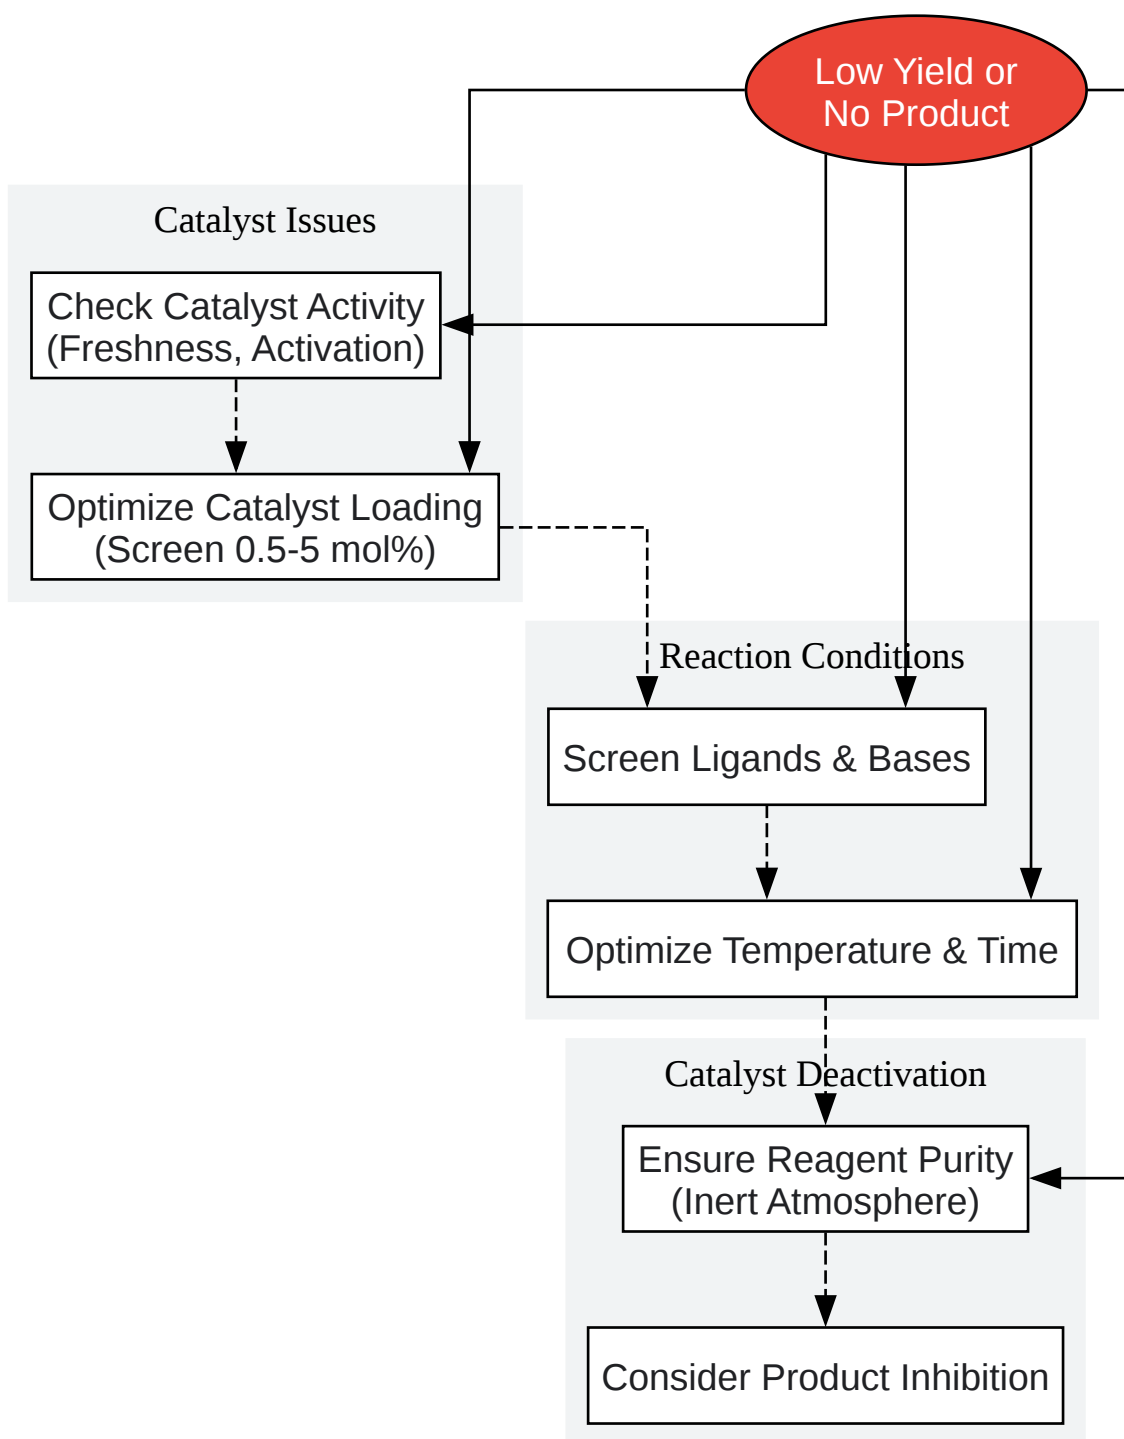 Low Yield or
No Product
Catalyst Issues
Check Catalyst Activity
(Freshness, Activation)
Optimize Catalyst Loading
(Screen 0.5-5 mol%)
Reaction Conditions
Screen Ligands & Bases
Optimize Temperature & Time
Catalyst Deactivation
Ensure Reagent Purity
(Inert Atmosphere)
Consider Product Inhibition